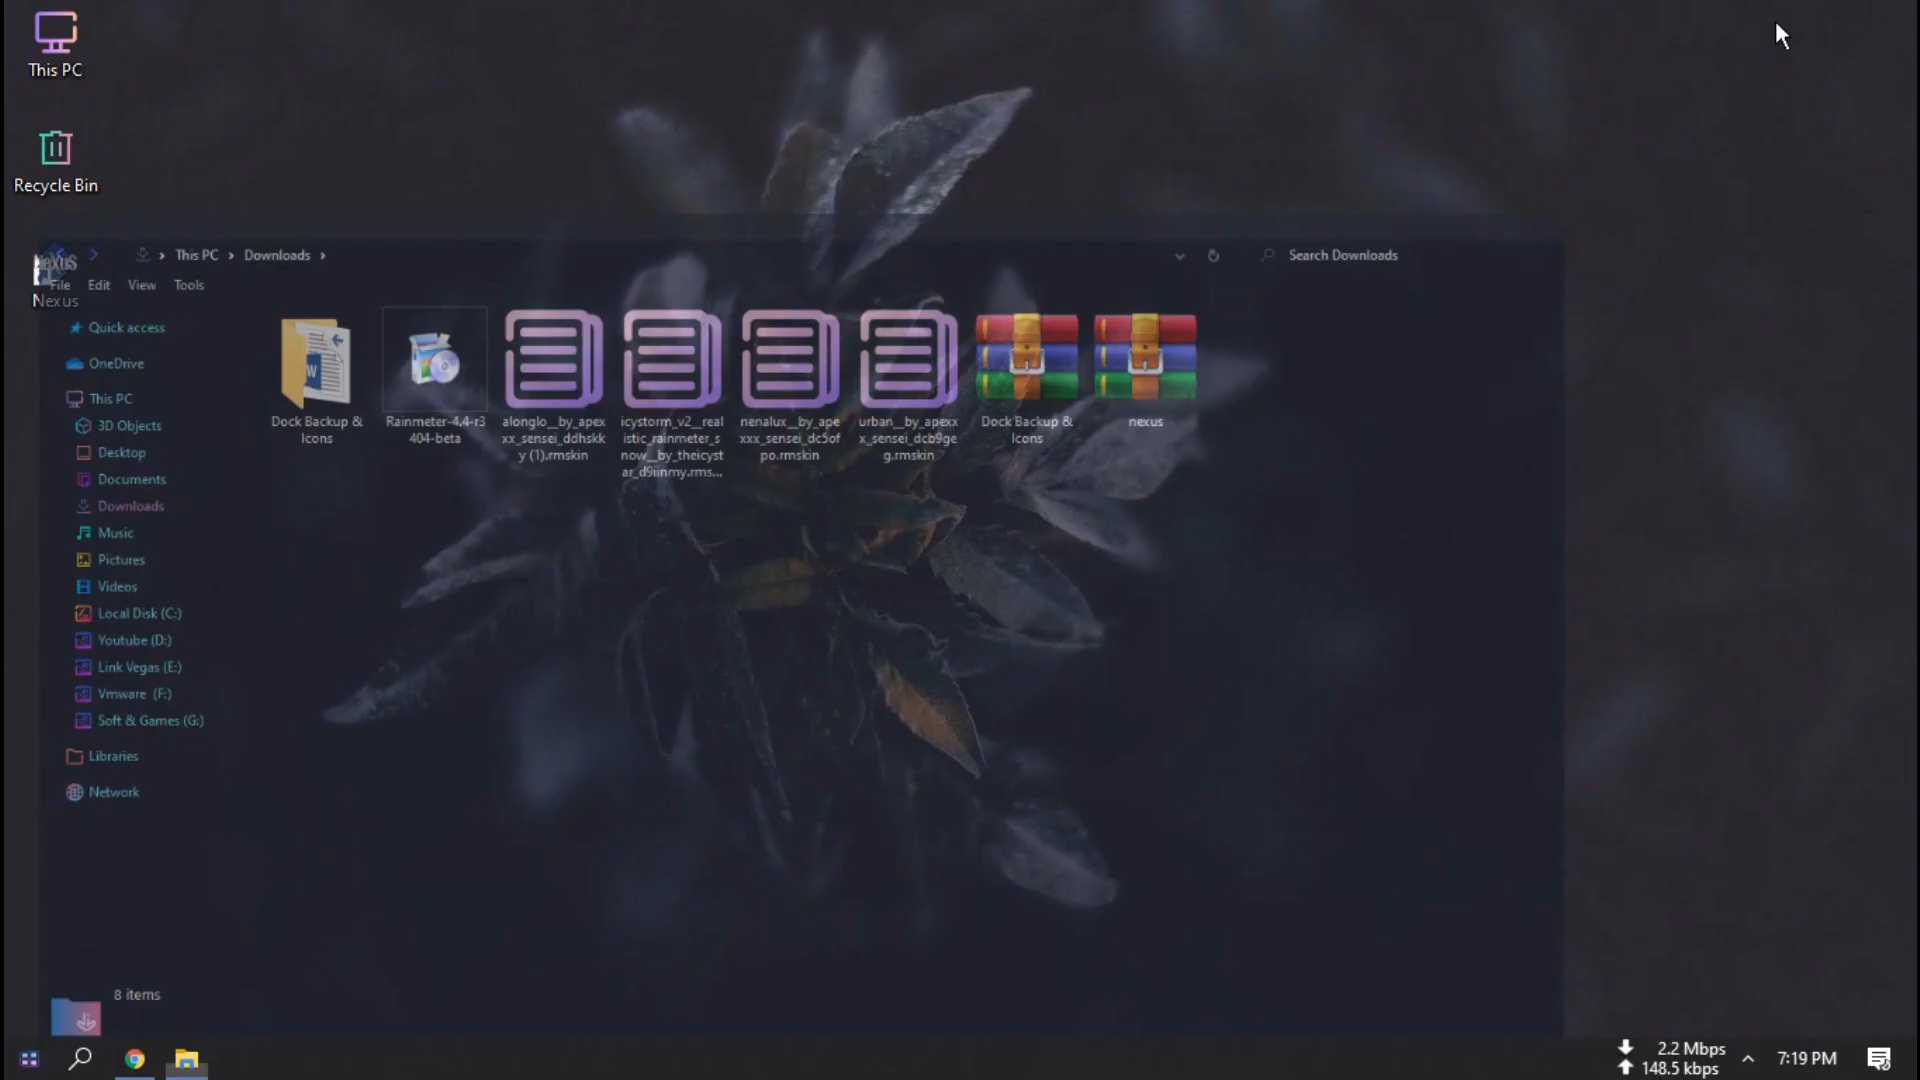 This PC
Recycle Bin
This PC
Downloads
Search Downloads
NexuS
Nexus
File
Edit
View
Tools
Quick access
OneDrive
This PC
3D Objects
Desktop
Documents
Downloads
Music
Pictures
Videos
Local Disk (C:)
Youtube (D:)
Link Vegas (E:)
Vmware (F:)
Soft & Games (G:)
Libraries
Network
W
Dock Backup &
Icons
Rainmeter-4.4-r3
404-beta
alonglo__by_apex
xx_sensei_ddhskk
y (1).rmskin
icystorm_v2__real
istic_rainmeter_s
now__by_theicyst
ar_d9iinmy.rms...
nenalux__by_ape
xxx_sensei_dc5of
po.rmskin
urban__by_apexx
x_sensei_dcb9ge
g.rmskin
Dock Backup &
Icons
nexus
8 items
2.2 Mbps
148.5 kbps
7:19 PM